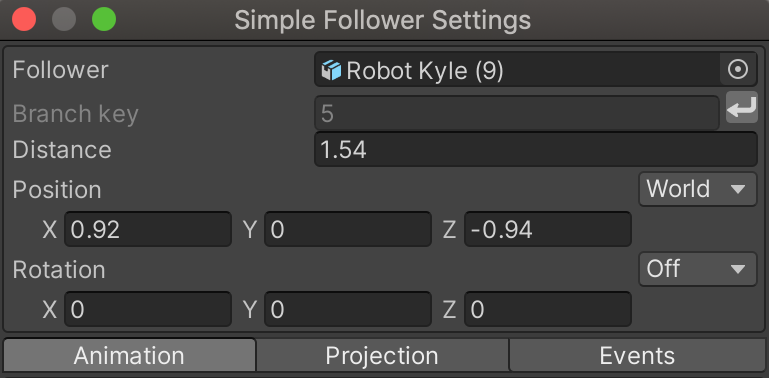 Simple Follower Settings
Follower Robot Kyle (9)
Branch key 5
Distance 1.54
Position World
X 0.92 Y 0 Z -0.94
Rotation Off
X 0 Y 0 Z 0
Animation Projection Events